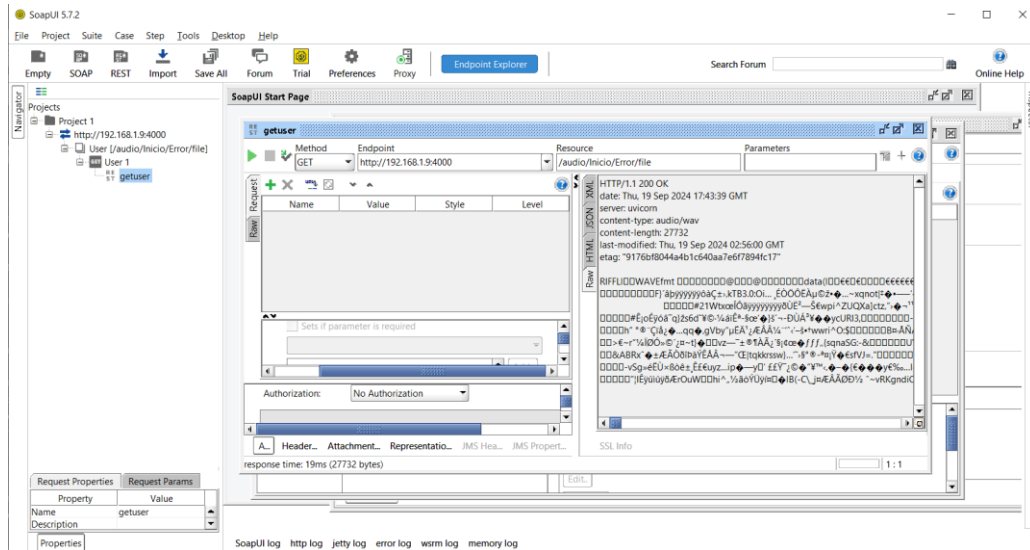 SoapUI 5.7.2
File Project Suite Case Step Tools Desktop Help
Empty SOAP REST Import Save All Forum Trial Preferences Proxy Endpoint Explorer Search Forum Online Help
Navigator
Projects
Project 1
http://192.168.1.9:4000
User [/audio/Inicio/Error/file]
User 1
getuser
SoapUI Start Page
getuser
Method Endpoint Resource Parameters
GET http://192.168.1.9:4000 /audio/Inicio/Error/file
Request
Raw
Name Value Style Level
Sets if parameter is required
Authorization: No Authorization
A... Header... Attachment... Representatio... JMS Hea... JMS Propert...
response time: 19ms (27732 bytes)
XML
JSON
HTML
Raw
HTTP/1.1 200 OK
date: Thu, 19 Sep 2024 17:43:39 GMT
server: uvicorn
content-type: audio/wav
content-length: 27732
last-modified: Thu, 19 Sep 2024 02:56:00 GMT
etag: "9176bf8044a4b1c640aa7e6f7894fc17"
SSL Info
1 : 1
Edit..
Request Properties Request Params
Property Value
Name getuser
Description
Properties
SoapUI log http log jetty log error log wsrm log memory log